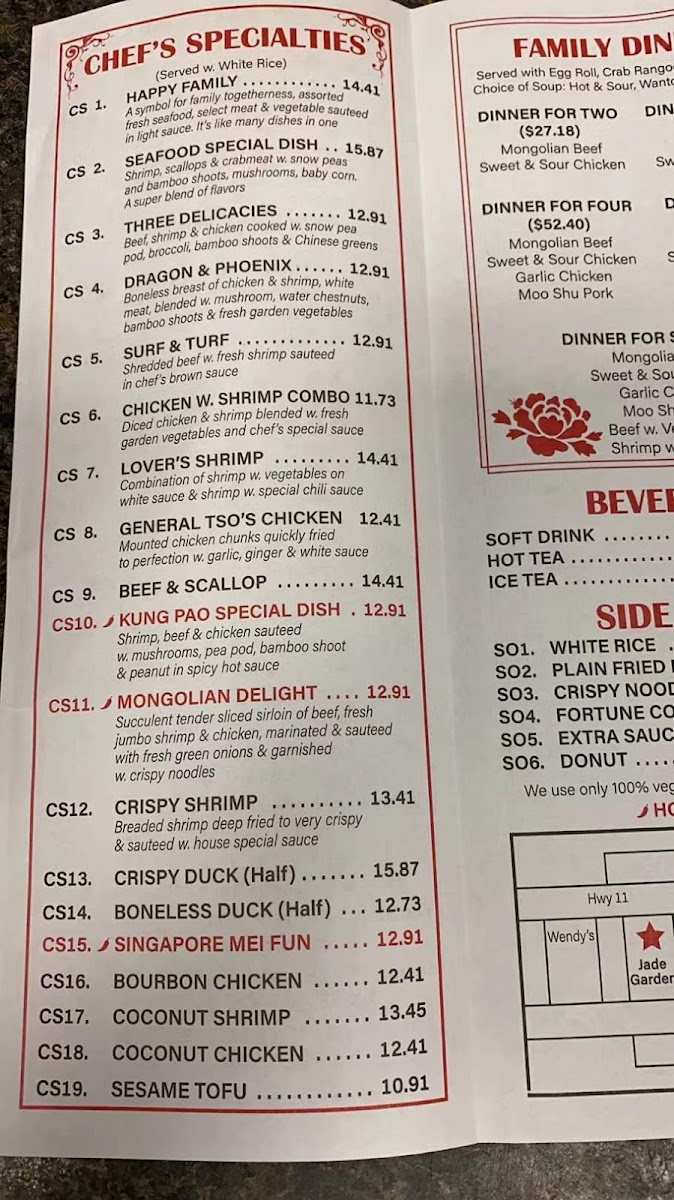 CHEF'S SPECIALTIES
(Served w. White Rice)
CS 1. HAPPY FAMILY ........... 14.41
A symbol for family togetherness, assorted
fresh seafood, select meat & vegetable sauteed
in light sauce. It's like many dishes in one
CS 2. SEAFOOD SPECIAL DISH .. 15.87
Shrimp, scallops & crabmeat w. snow peas
and bamboo shoots, mushrooms, baby corn.
A super blend of flavors
CS 3. THREE DELICACIES ....... 12.91
Beef, shrimp & chicken cooked w. snow pea
pod, broccoli, bamboo shoots & Chinese greens
CS 4. DRAGON & PHOENIX ...... 12.91
Boneless breast of chicken & shrimp, white
meat, blended w. mushroom, water chestnuts,
bamboo shoots & fresh garden vegetables
CS 5. SURF & TURF ............. 12.91
Shredded beef w. fresh shrimp sauteed
in chef's brown sauce
CS 6. CHICKEN W. SHRIMP COMBO 11.73
Diced chicken & shrimp blended w. fresh
garden vegetables and chef's special sauce
CS 7. LOVER'S SHRIMP ......... 14.41
Combination of shrimp w. vegetables on
white sauce & shrimp w. special chili sauce
CS 8. GENERAL TSO'S CHICKEN 12.41
Mounted chicken chunks quickly fried
to perfection w. garlic, ginger & white sauce
CS 9. BEEF & SCALLOP ......... 14.41
CS10. KUNG PAO SPECIAL DISH . 12.91
Shrimp, beef & chicken sauteed
w. mushrooms, pea pod, bamboo shoot
& peanut in spicy hot sauce
CS11. MONGOLIAN DELIGHT .... 12.91
Succulent tender sliced sirloin of beef, fresh
jumbo shrimp & chicken, marinated & sauteed
with fresh green onions & garnished
w. crispy noodles
CS12. CRISPY SHRIMP .......... 13.41
Breaded shrimp deep fried to very crispy
& sauteed w. house special sauce
CS13. CRISPY DUCK (Half) ....... 15.87
CS14. BONELESS DUCK (Half) ... 12.73
CS15. SINGAPORE MEI FUN ..... 12.91
CS16. BOURBON CHICKEN ...... 12.41
CS17. COCONUT SHRIMP ....... 13.45
CS18. COCONUT CHICKEN ...... 12.41
CS19. SESAME TOFU ............ 10.91
FAMILY DIN
Served with Egg Roll, Crab Rango
Choice of Soup: Hot & Sour, Wanto
DINNER FOR TWO
($27.18)
Mongolian Beef
Sweet & Sour Chicken
DIN
Sw
DINNER FOR FOUR
($52.40)
Mongolian Beef
Sweet & Sour Chicken
Garlic Chicken
Moo Shu Pork
D
S
DINNER FOR S
Mongolia
Sweet & Sou
Garlic C
Moo Sh
Beef w. Ve
Shrimp w
BEVE
SOFT DRINK ........
HOT TEA ............
ICE TEA .............
SIDE
SO1. WHITE RICE .
SO2. PLAIN FRIED
SO3. CRISPY NOOD
SO4. FORTUNE CO
SO5. EXTRA SAUC
SO6. DONUT .....
We use only 100% veg
HO
Hwy 11
Wendy's
Jade
Garden